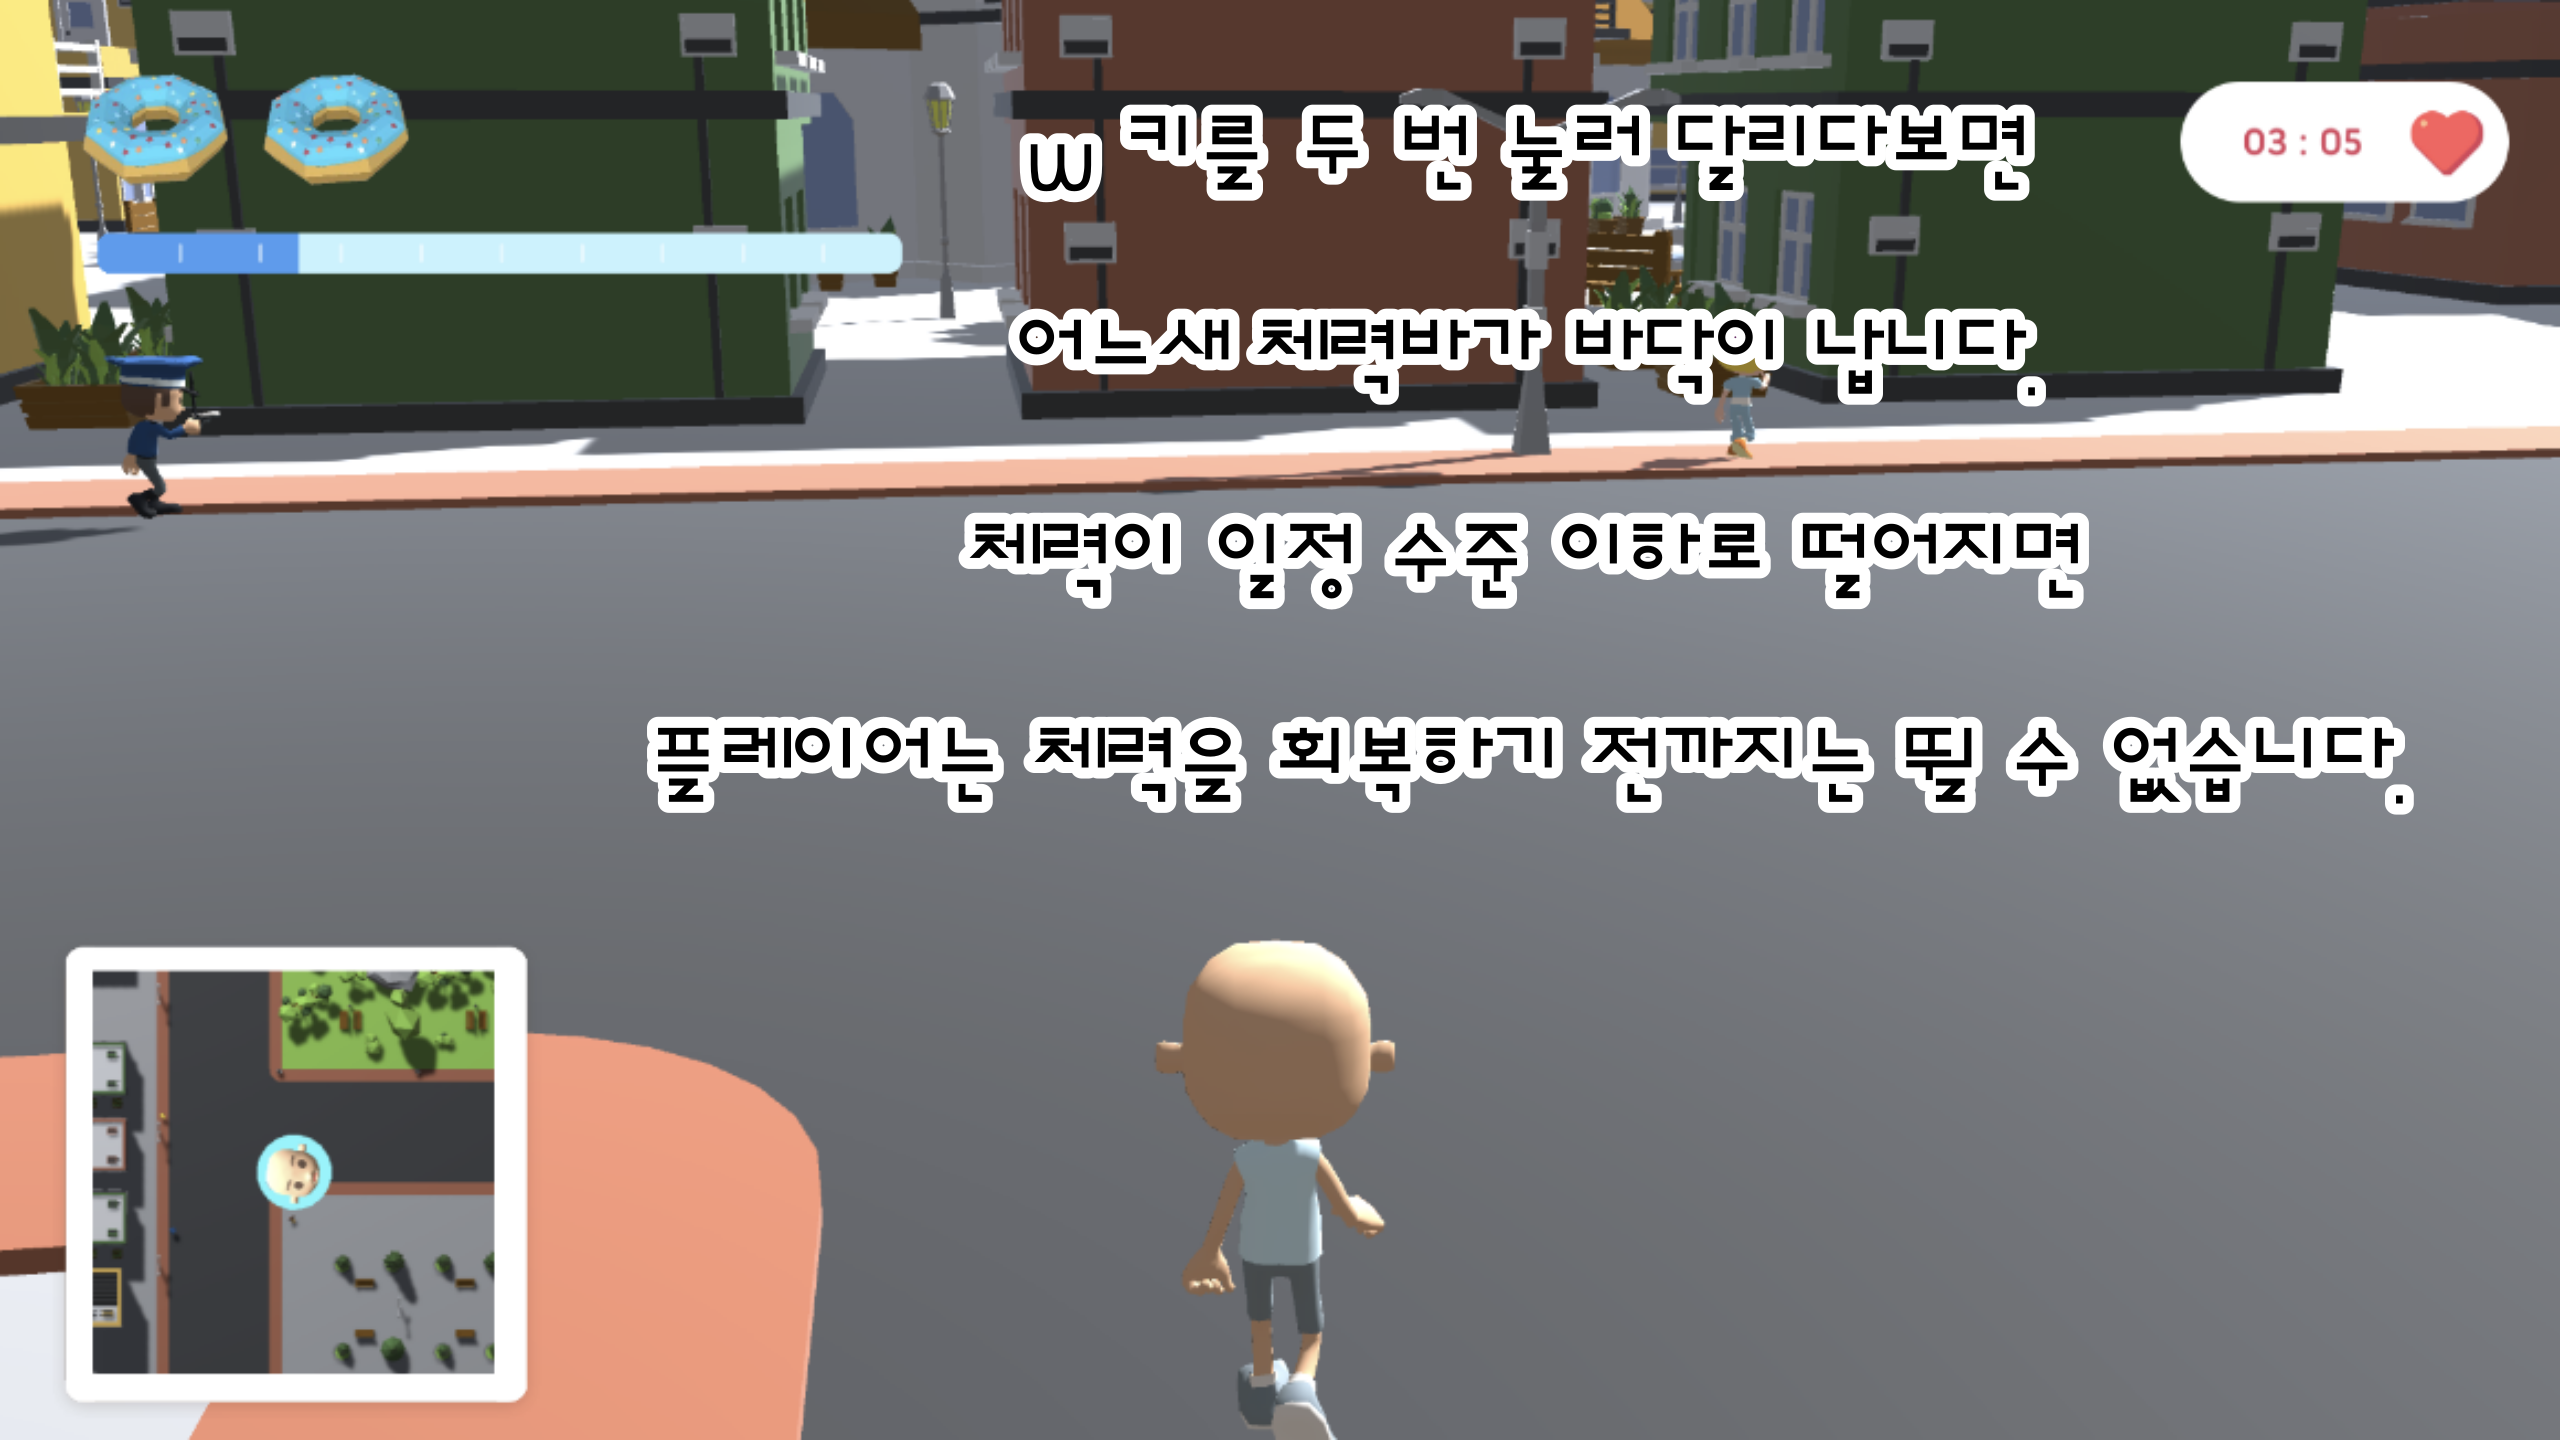 W 키를 두 번 눌러 달리다보면
03 : 05
어느새 체력바가 바닥이 납니다.
체력이 일정 수준 이하로 떨어지면
플레이어는 체력을 회복하기 전까지는 뛸 수 없습니다.